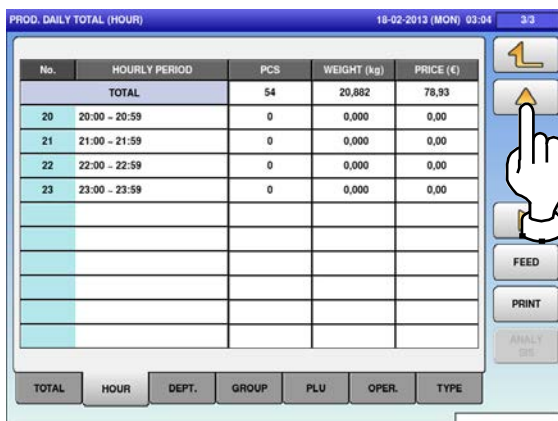 PROD. DAILY TOTAL (HOUR) 18-02-2013 (MON) 03:04 3/3
No. HOURLY PERIOD PCS WEIGHT (kg) PRICE (€)
TOTAL 54 20,882 78,93
20 20:00 ~ 20:59 0 0,000 0,00
21 21:00 ~ 21:59 0 0,000 0,00
22 22:00 ~ 22:59 0 0,000 0,00
23 23:00 ~ 23:59 0 0,000 0,00
FEED
PRINT
ANALY
SIS
TOTAL HOUR DEPT. GROUP PLU OPER. TYPE